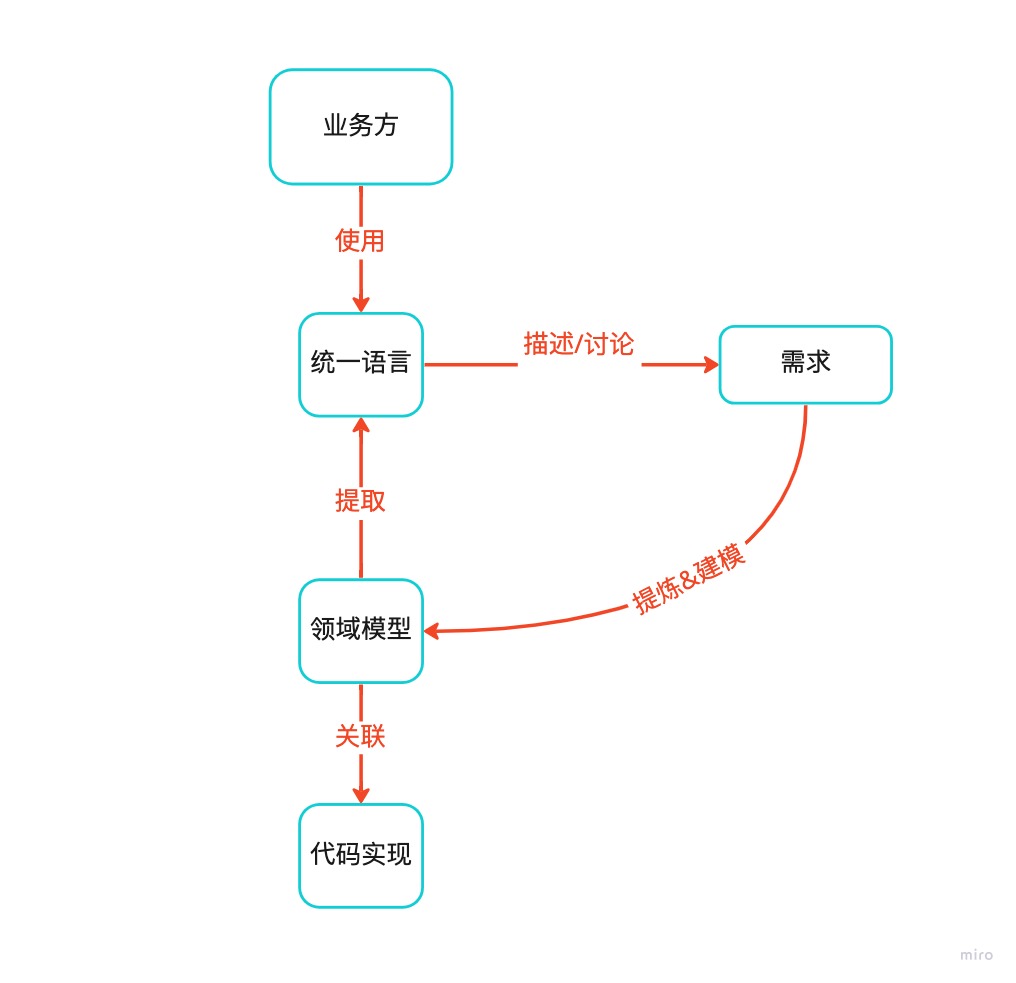 业务方
使用
统一语言
描述/讨论
需求
提取
提炼&建模
领域模型
关联
代码实现
miro